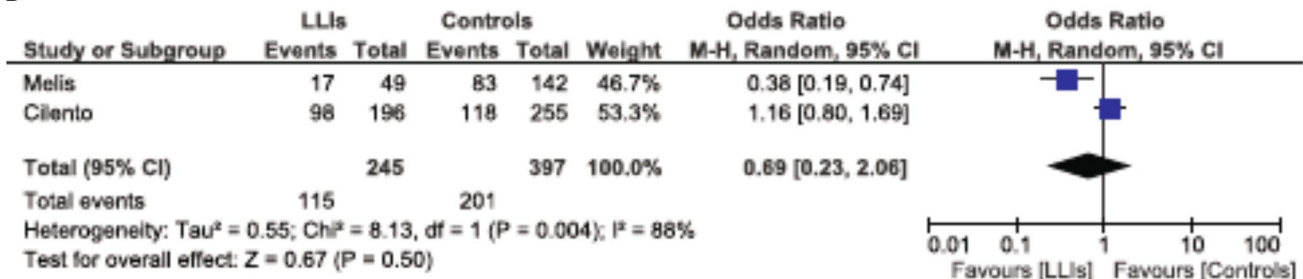 LLIs Controls Odds Ratio Odds Ratio
Study or Subgroup Events Total Events Total Weight M-H, Random, 95% CI M-H, Random, 95% CI
Melis 17 49 83 142 46.7% 0.38 [0.19, 0.74]
Cilento 98 196 118 255 53.3% 1.16 [0.80, 1.69]
Total (95% CI) 245 397 100.0% 0.69 [0.23, 2.06]
Total events 115 201
Heterogeneity: Tau² = 0.55; Chi² = 8.13, df = 1 (P = 0.004); I² = 88%
Test for overall effect: Z = 0.67 (P = 0.50)
0.01 0.1 1 10 100
Favours [LLIs] Favours [Controls]